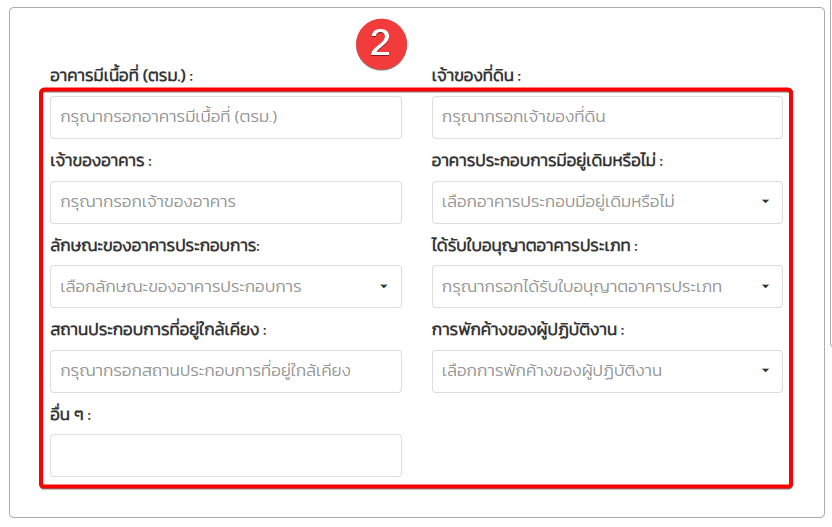 2
อาคารมีเนื้อที่ (ตรม.) : เจ้าของที่ดิน :
กรุณากรอกอาคารมีเนื้อที่ (ตรม.) กรุณากรอกเจ้าของที่ดิน
เจ้าของอาคาร : อาคารประกอบการมีอยู่เดิมหรือไม่ :
กรุณากรอกเจ้าของอาคาร เลือกอาคารประกอบมีอยู่เดิมหรือไม่
ลักษณะของอาคารประกอบการ: ได้รับใบอนุญาตอาคารประเภท :
เลือกลักษณะของอาคารประกอบการ กรุณากรอกได้รับใบอนุญาตอาคารประเภท
สถานประกอบการที่อยู่ใกล้เคียง : การพักค้างของผู้ปฏิบัติงาน :
กรุณากรอกสถานประกอบการที่อยู่ใกล้เคียง เลือกการพักค้างของผู้ปฏิบัติงาน
อื่น ๆ :